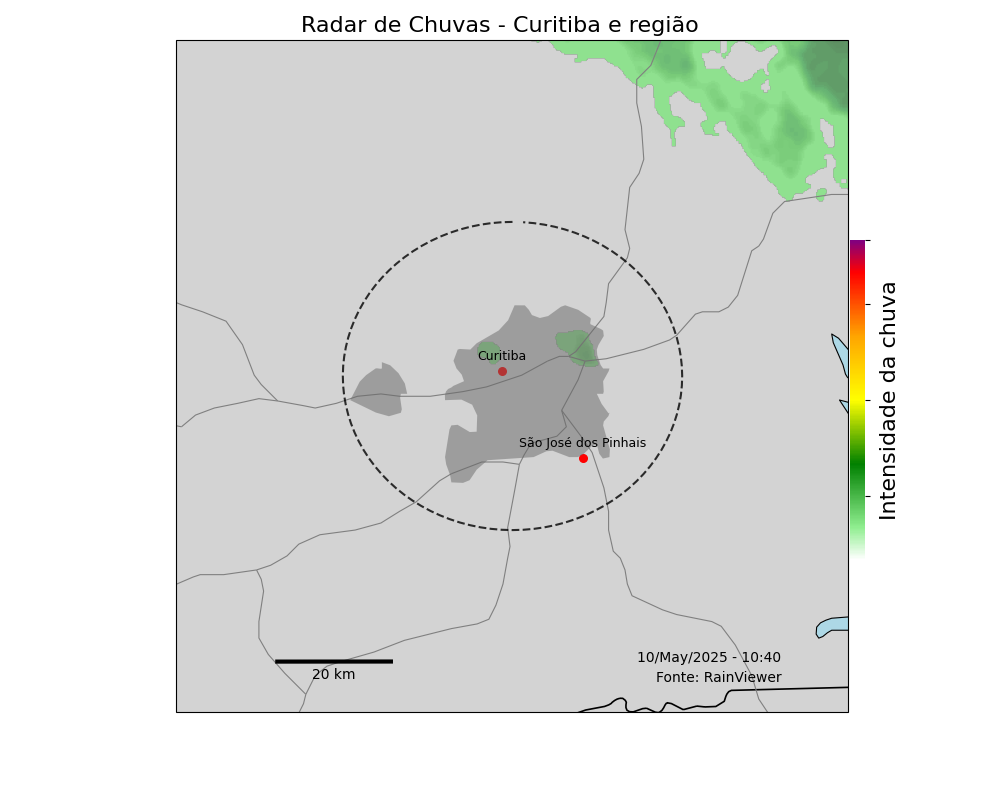 Radar de Chuvas - Curitiba e região
Curitiba
São José dos Pinhais
Intensidade da chuva
10/May/2025 - 10:40
Fonte: RainViewer
20 km